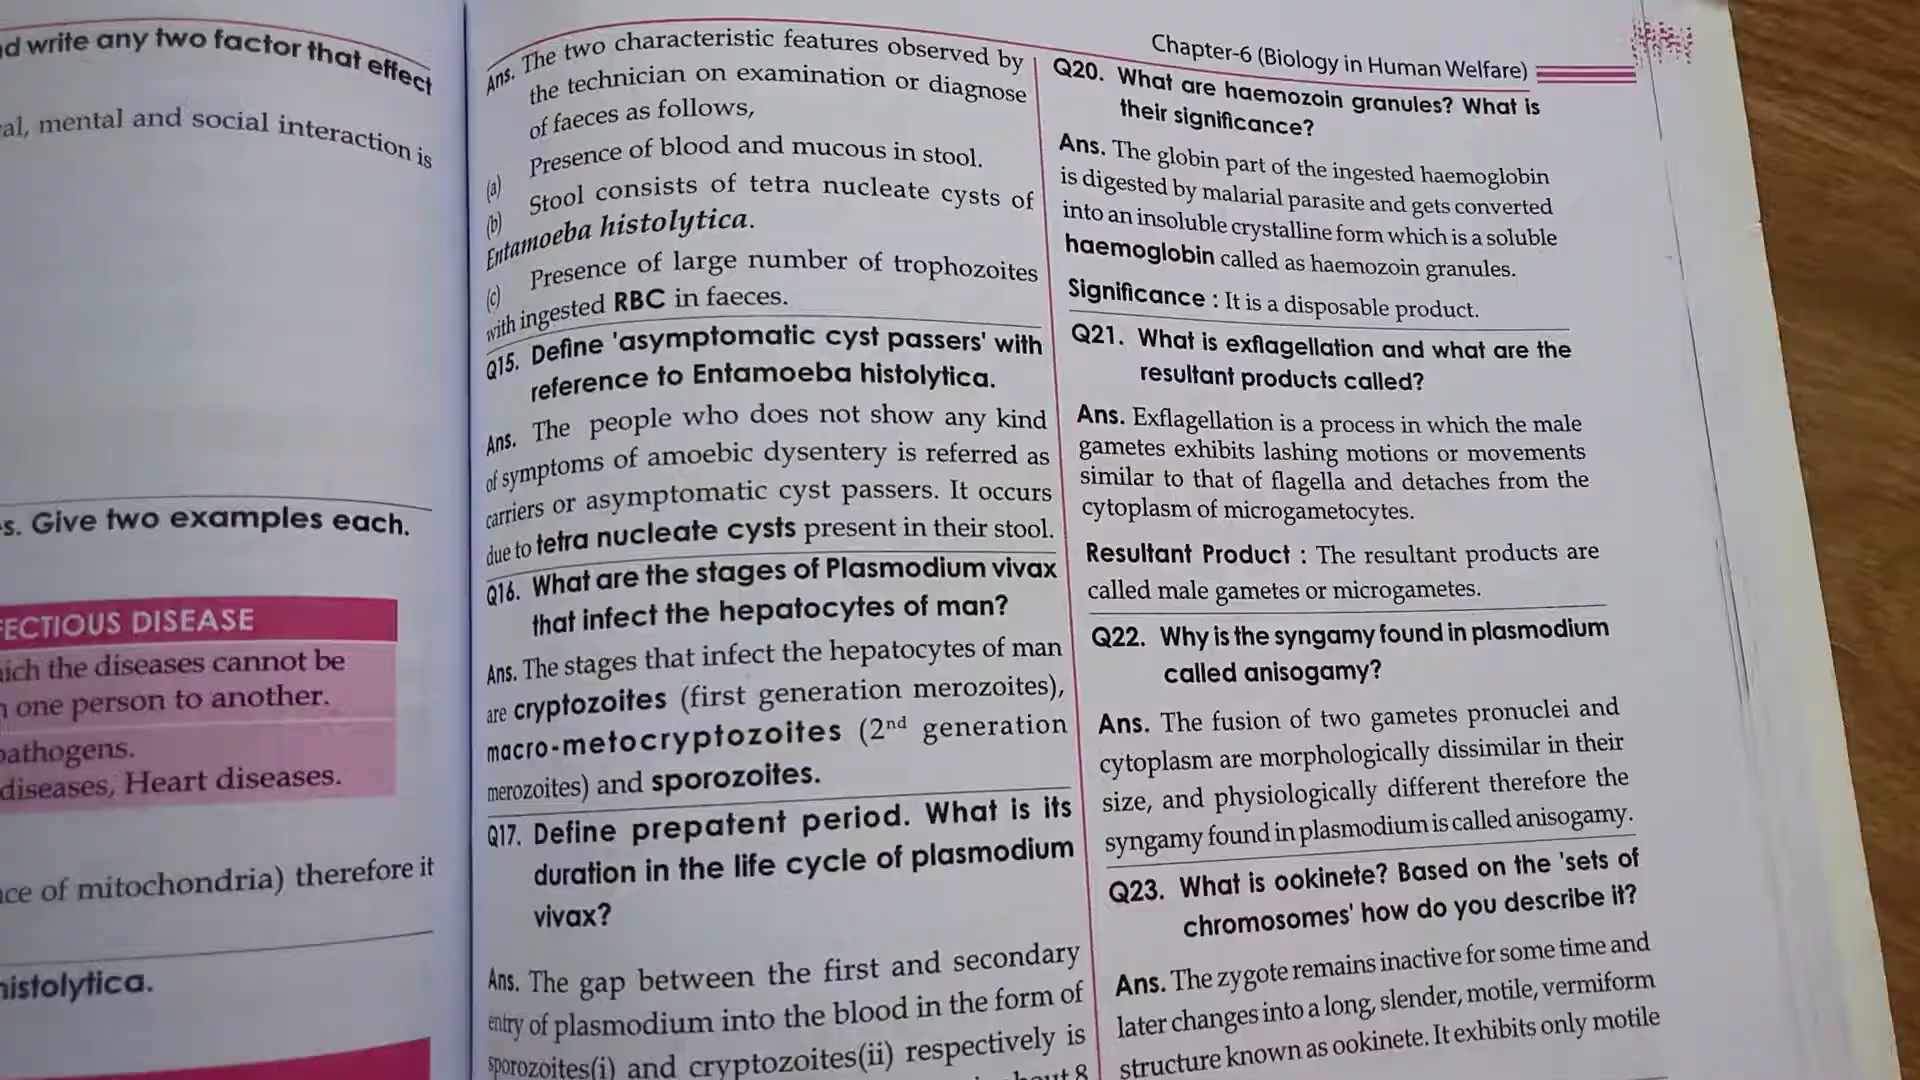 d write any two factor that effect
al, mental and social interaction is
s. Give two examples each.
ECTIOUS DISEASE
ich the diseases cannot be
one person to another.
pathogens.
diseases, Heart diseases.
ce of mitochondria) therefore it
histolytica.
Ans. The two characteristic features observed by
the technician on examination or diagnose
of faeces as follows,
(a) Presence of blood and mucous in stool.
(b) Stool consists of tetra nucleate cysts of
Entamoeba histolytica.
(c) Presence of large number of trophozoites
with ingested RBC in faeces.
Q15. Define 'asymptomatic cyst passers' with
reference to Entamoeba histolytica.
Ans. The people who does not show any kind
of symptoms of amoebic dysentery is referred as
carriers or asymptomatic cyst passers. It occurs
due to tetra nucleate cysts present in their stool.
Q16. What are the stages of Plasmodium vivax
that infect the hepatocytes of man?
Ans. The stages that infect the hepatocytes of man
are cryptozoites (first generation merozoites),
macro-metocryptozoites (2nd generation
merozoites) and sporozoites.
Q17. Define prepatent period. What is its
duration in the life cycle of plasmodium
vivax?
Ans. The gap between the first and secondary
entry of plasmodium into the blood in the form of
sporozoites(i) and cryptozoites(ii) respectively is
8
Chapter-6 (Biology in Human Welfare)
Q20. What are haemozoin granules? What is
their significance?
Ans. The globin part of the ingested haemoglobin
is digested by malarial parasite and gets converted
into an insoluble crystalline form which is a soluble
haemoglobin called as haemozoin granules.
Significance : It is a disposable product.
Q21. What is exflagellation and what are the
resultant products called?
Ans. Exflagellation is a process in which the male
gametes exhibits lashing motions or movements
similar to that of flagella and detaches from the
cytoplasm of microgametocytes.
Resultant Product : The resultant products are
called male gametes or microgametes.
Q22. Why is the syngamy found in plasmodium
called anisogamy?
Ans. The fusion of two gametes pronuclei and
cytoplasm are morphologically dissimilar in their
size, and physiologically different therefore the
syngamy found in plasmodium is called anisogamy.
Q23. What is ookinete? Based on the 'sets of
chromosomes' how do you describe it?
Ans. The zygote remains inactive for some time and
later changes into a long, slender, motile, vermiform
structure known as ookinete. It exhibits only motile